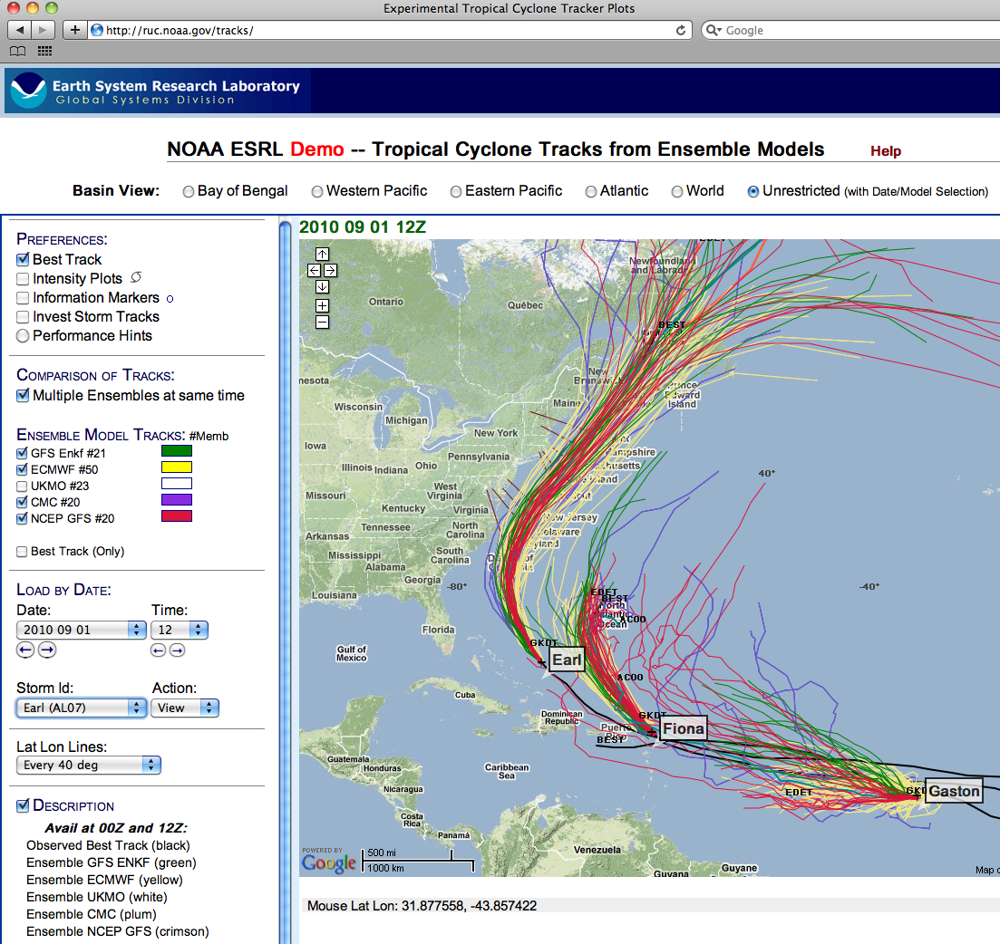 Experimental Tropical Cyclone Tracker Plots
http://ruc.noaa.gov/tracks/
Google
Earth System Research Laboratory
Global Systems Division
NOAA ESRL Demo -- Tropical Cyclone Tracks from Ensemble Models
Help
Basin View: Bay of Bengal Western Pacific Eastern Pacific Atlantic World Unrestricted (with Date/Model Selection)
PREFERENCES:
Best Track
Intensity Plots
Information Markers
Invest Storm Tracks
Performance Hints
COMPARISON OF TRACKS:
Multiple Ensembles at same time
ENSEMBLE MODEL TRACKS: #Memb
GFS Enkf #21
ECMWF #50
UKMO #23
CMC #20
NCEP GFS #20
Best Track (Only)
LOAD BY DATE:
Date: Time:
2010 09 01 12
Storm Id: Action:
Earl (AL07) View
Lat Lon Lines:
Every 40 deg
DESCRIPTION
Avail at 00Z and 12Z:
Observed Best Track (black)
Ensemble GFS ENKF (green)
Ensemble ECMWF (yellow)
Ensemble UKMO (white)
Ensemble CMC (plum)
Ensemble NCEP GFS (crimson)
2010 09 01 12Z
Newfoundland
and Labrador
Ontario
Québec
BEST
nesota
New
Brunswick
Prince
Edward
Island
Maine
Wisconsin
Michigan
New York
Iowa
Pennsylvania
Illinois
Indiana
Ohio
40°
West
Virginia
Missouri
Kentucky
Virginia
New Jersey
Tennessee
North
Carolina
Arkansas
Mississippi
South
Carolina
Alabama
Georgia
-80°
-40°
Louisiana
EDET
BEST
North
Atlantic
Ocean
AC00
Florida
GKDT
Earl
Gulf of
Mexico
AC00
Cuba
Dominican
Republic
GKDT
Fiona
Puerto
Rico
BEST
Guatemala
Honduras
Caribbean
Sea
Nicaragua
EDET
Gaston
Costa
Rica
Panamá
Venezuela
Guyana
Guyane
POWERED BY
Google
500 mi
1000 km
Mouse Lat Lon: 31.877558, -43.857422